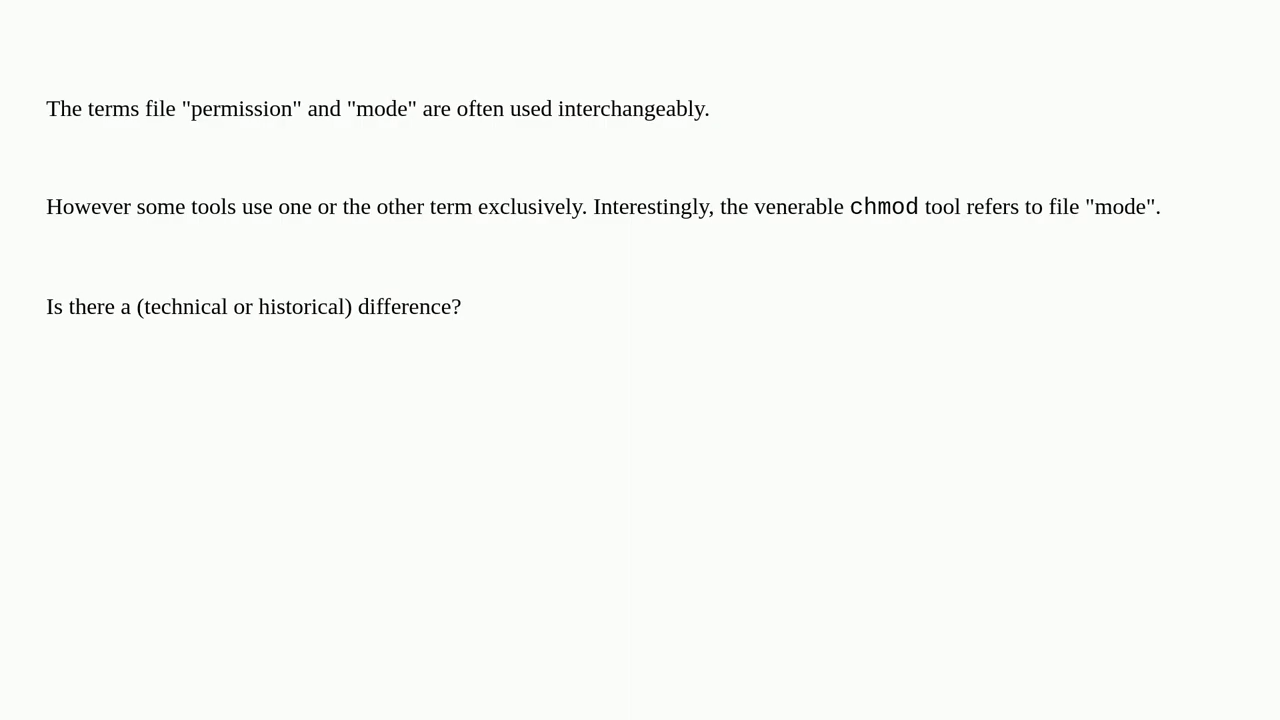 The terms file "permission" and "mode" are often used interchangeably.
However some tools use one or the other term exclusively. Interestingly, the venerable chmod tool refers to file "mode".
Is there a (technical or historical) difference?